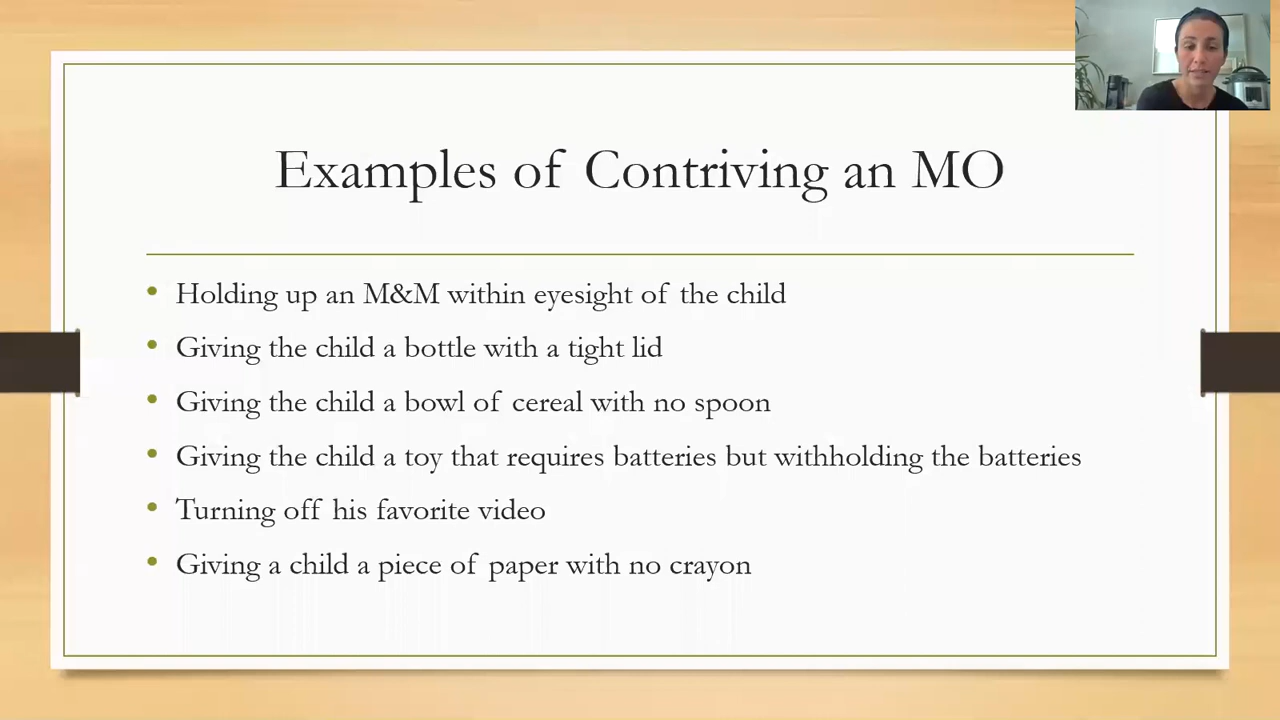 Examples of Contriving an MO
• Holding up an M&M within eyesight of the child
• Giving the child a bottle with a tight lid
• Giving the child a bowl of cereal with no spoon
• Giving the child a toy that requires batteries but withholding the batteries
• Turning off his favorite video
• Giving a child a piece of paper with no crayon